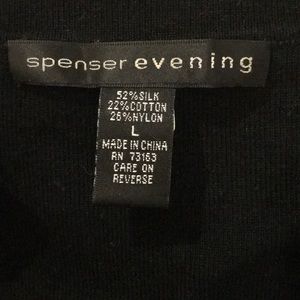 spenser evening
52%SILK
22%COTTON
26%NYLON
L
MADE IN CHINA
RN 73163
CARE ON
REVERSE